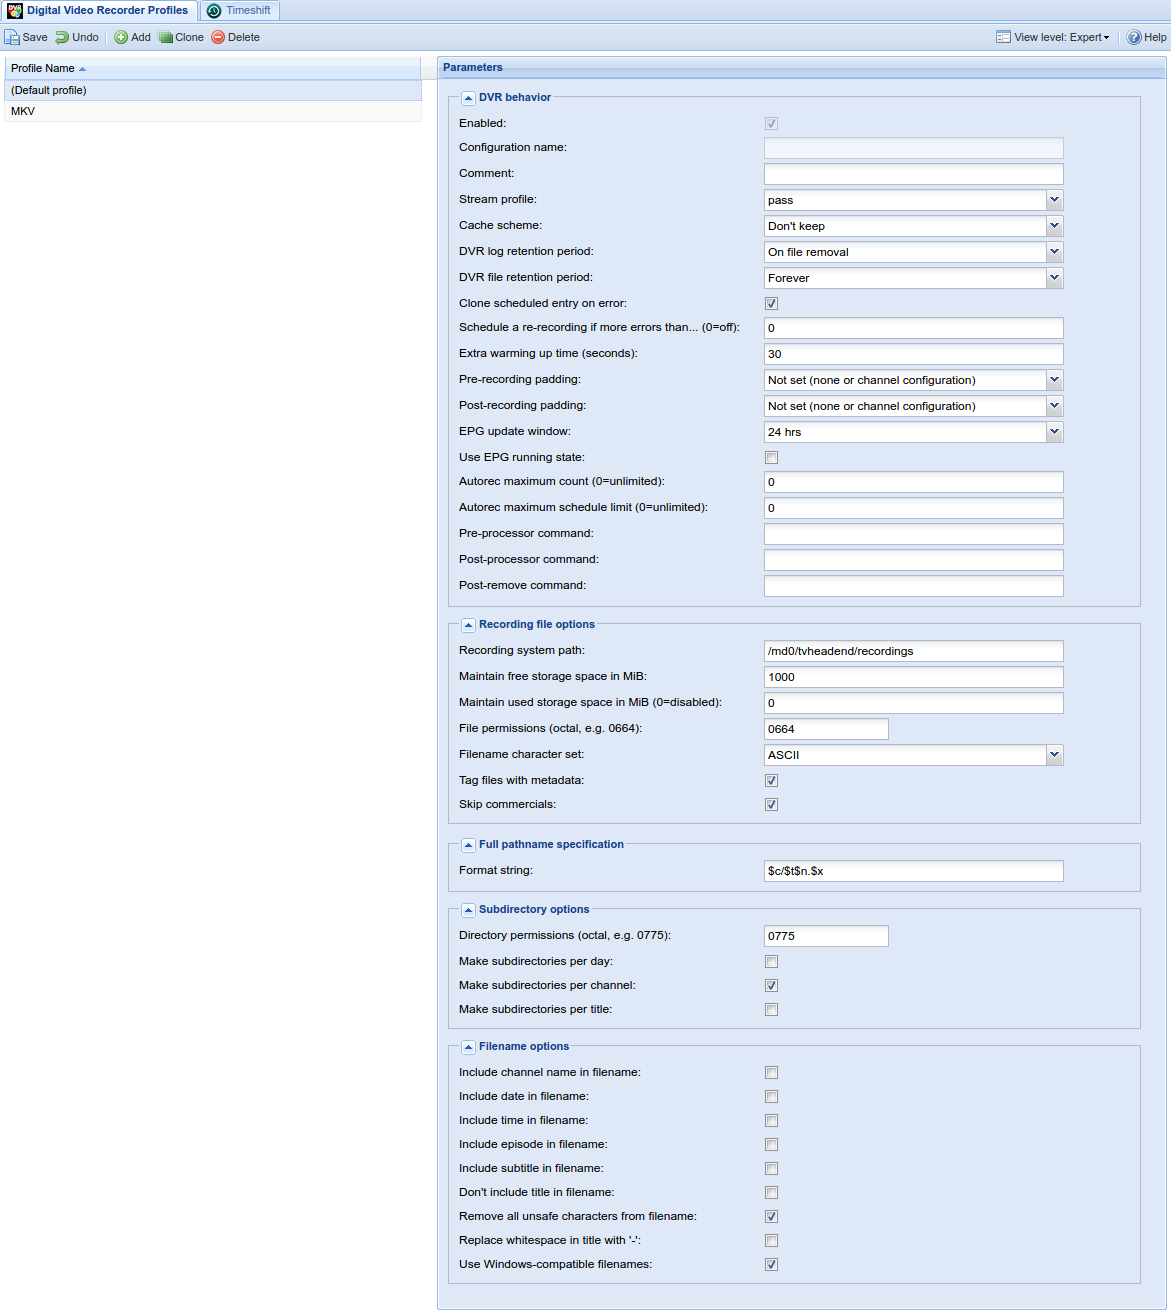 DVR Digital Video Recorder Profiles Timeshift
Save Undo Add Clone Delete View level: Expert Help
Profile Name
(Default profile)
MKV
Parameters
DVR behavior
Enabled:
Configuration name:
Comment:
Stream profile: pass
Cache scheme: Don't keep
DVR log retention period: On file removal
DVR file retention period: Forever
Clone scheduled entry on error:
Schedule a re-recording if more errors than... (0=off): 0
Extra warming up time (seconds): 30
Pre-recording padding: Not set (none or channel configuration)
Post-recording padding: Not set (none or channel configuration)
EPG update window: 24 hrs
Use EPG running state:
Autorec maximum count (0=unlimited): 0
Autorec maximum schedule limit (0=unlimited): 0
Pre-processor command:
Post-processor command:
Post-remove command:
Recording file options
Recording system path: /md0/tvheadend/recordings
Maintain free storage space in MiB: 1000
Maintain used storage space in MiB (0=disabled): 0
File permissions (octal, e.g. 0664): 0664
Filename character set: ASCII
Tag files with metadata:
Skip commercials:
Full pathname specification
Format string: $c/$t$n.$x
Subdirectory options
Directory permissions (octal, e.g. 0775): 0775
Make subdirectories per day:
Make subdirectories per channel:
Make subdirectories per title:
Filename options
Include channel name in filename:
Include date in filename:
Include time in filename:
Include episode in filename:
Include subtitle in filename:
Don't include title in filename:
Remove all unsafe characters from filename:
Replace whitespace in title with '-':
Use Windows-compatible filenames: